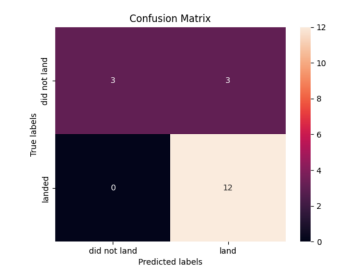 Confusion Matrix
did not land
landed
True labels
3
3
0
12
did not land
land
Predicted labels
12
10
8
6
4
2
0